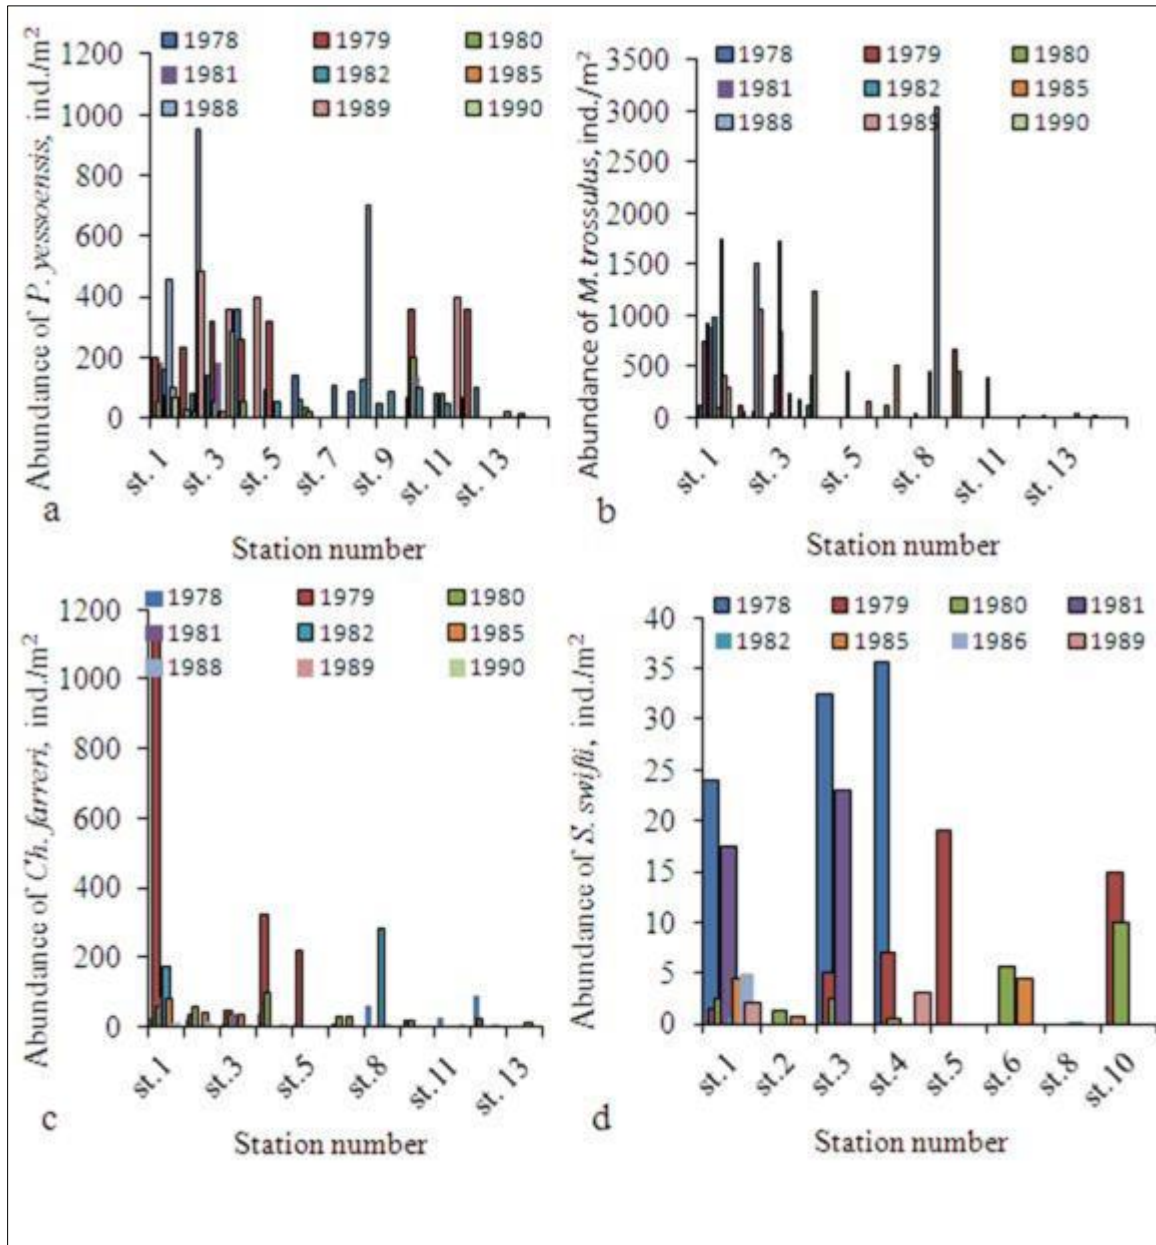 1978 1979 1980
1981 1982 1985
1988 1989 1990
1200
1000
800
600
400
200
0
Abundance of P. yessoensis, ind./m²
st. 1 st. 3 st. 5 st. 7 st. 9 st. 11 st. 13
a
Station number
1978 1979 1980
1981 1982 1985
1988 1989 1990
3500
3000
2500
2000
1500
1000
500
0
Abundance of M. trossulus, ind./m²
st. 1 st. 3 st. 5 st. 8 st. 11 st. 13
b
Station number
1978 1979 1980
1981 1982 1985
1988 1989 1990
1200
1000
800
600
400
200
0
Abundance of Ch. farreri, ind./m²
st.1 st.3 st.5 st.8 st.11 st. 13
c
Station number
1978 1979 1980 1981
1982 1985 1986 1989
40
35
30
25
20
15
10
5
0
Abundance of S. swifti, ind./m²
st.1 st.2 st.3 st.4 st.5 st.6 st.8 st.10
d
Station number